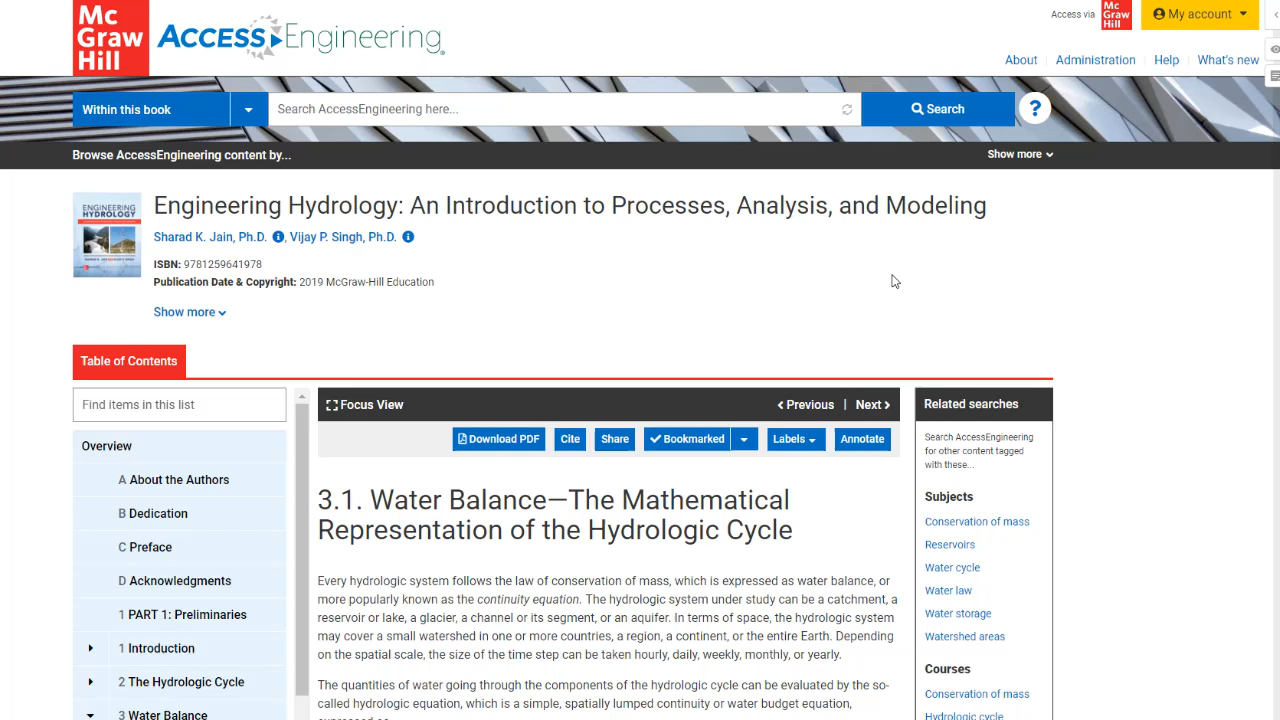 Mc
Graw
Hill
ACCESS Engineering
Access via
Mc
Graw
Hill
My account
About
Administration
Help
What's new
Within this book
Search AccessEngineering here...
Search
?
Browse AccessEngineering content by...
Show more
ENGINEERING
HYDROLOGY
Engineering Hydrology: An Introduction to Processes, Analysis, and Modeling
Sharad K. Jain, Ph.D. , Vijay P. Singh, Ph.D.
ISBN: 9781259641978
Publication Date & Copyright: 2019 McGraw-Hill Education
Show more
Table of Contents
Find items in this list
Overview
A About the Authors
B Dedication
C Preface
D Acknowledgments
1 PART 1: Preliminaries
1 Introduction
2 The Hydrologic Cycle
3 Water Balance
Focus View
Previous | Next
Download PDF
Cite
Share
Bookmarked
Labels
Annotate
3.1. Water Balance—The Mathematical
Representation of the Hydrologic Cycle
Every hydrologic system follows the law of conservation of mass, which is expressed as water balance, or
more popularly known as the continuity equation. The hydrologic system under study can be a catchment, a
reservoir or lake, a glacier, a channel or its segment, or an aquifer. In terms of space, the hydrologic system
may cover a small watershed in one or more countries, a region, a continent, or the entire Earth. Depending
on the spatial scale, the size of the time step can be taken hourly, daily, weekly, monthly, or yearly.
The quantities of water going through the components of the hydrologic cycle can be evaluated by the so-
called hydrologic equation, which is a simple, spatially lumped continuity or water budget equation,
expressed as
Related searches
Search AccessEngineering
for other content tagged
with these...
Subjects
Conservation of mass
Reservoirs
Water cycle
Water law
Water storage
Watershed areas
Courses
Conservation of mass
Hydrologic cycle